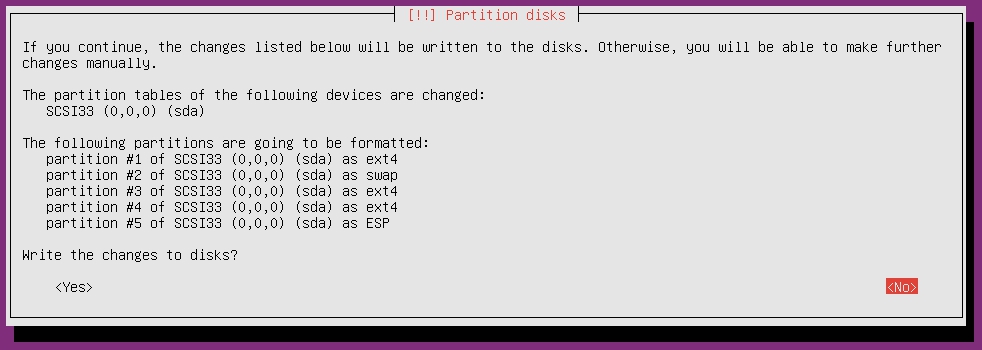 [!!] Partition disks
If you continue, the changes listed below will be written to the disks. Otherwise, you will be able to make further
changes manually.
The partition tables of the following devices are changed:
SCSI33 (0,0,0) (sda)
The following partitions are going to be formatted:
partition #1 of SCSI33 (0,0,0) (sda) as ext4
partition #2 of SCSI33 (0,0,0) (sda) as swap
partition #3 of SCSI33 (0,0,0) (sda) as ext4
partition #4 of SCSI33 (0,0,0) (sda) as ext4
partition #5 of SCSI33 (0,0,0) (sda) as ESP
Write the changes to disks?
<Yes> <No>